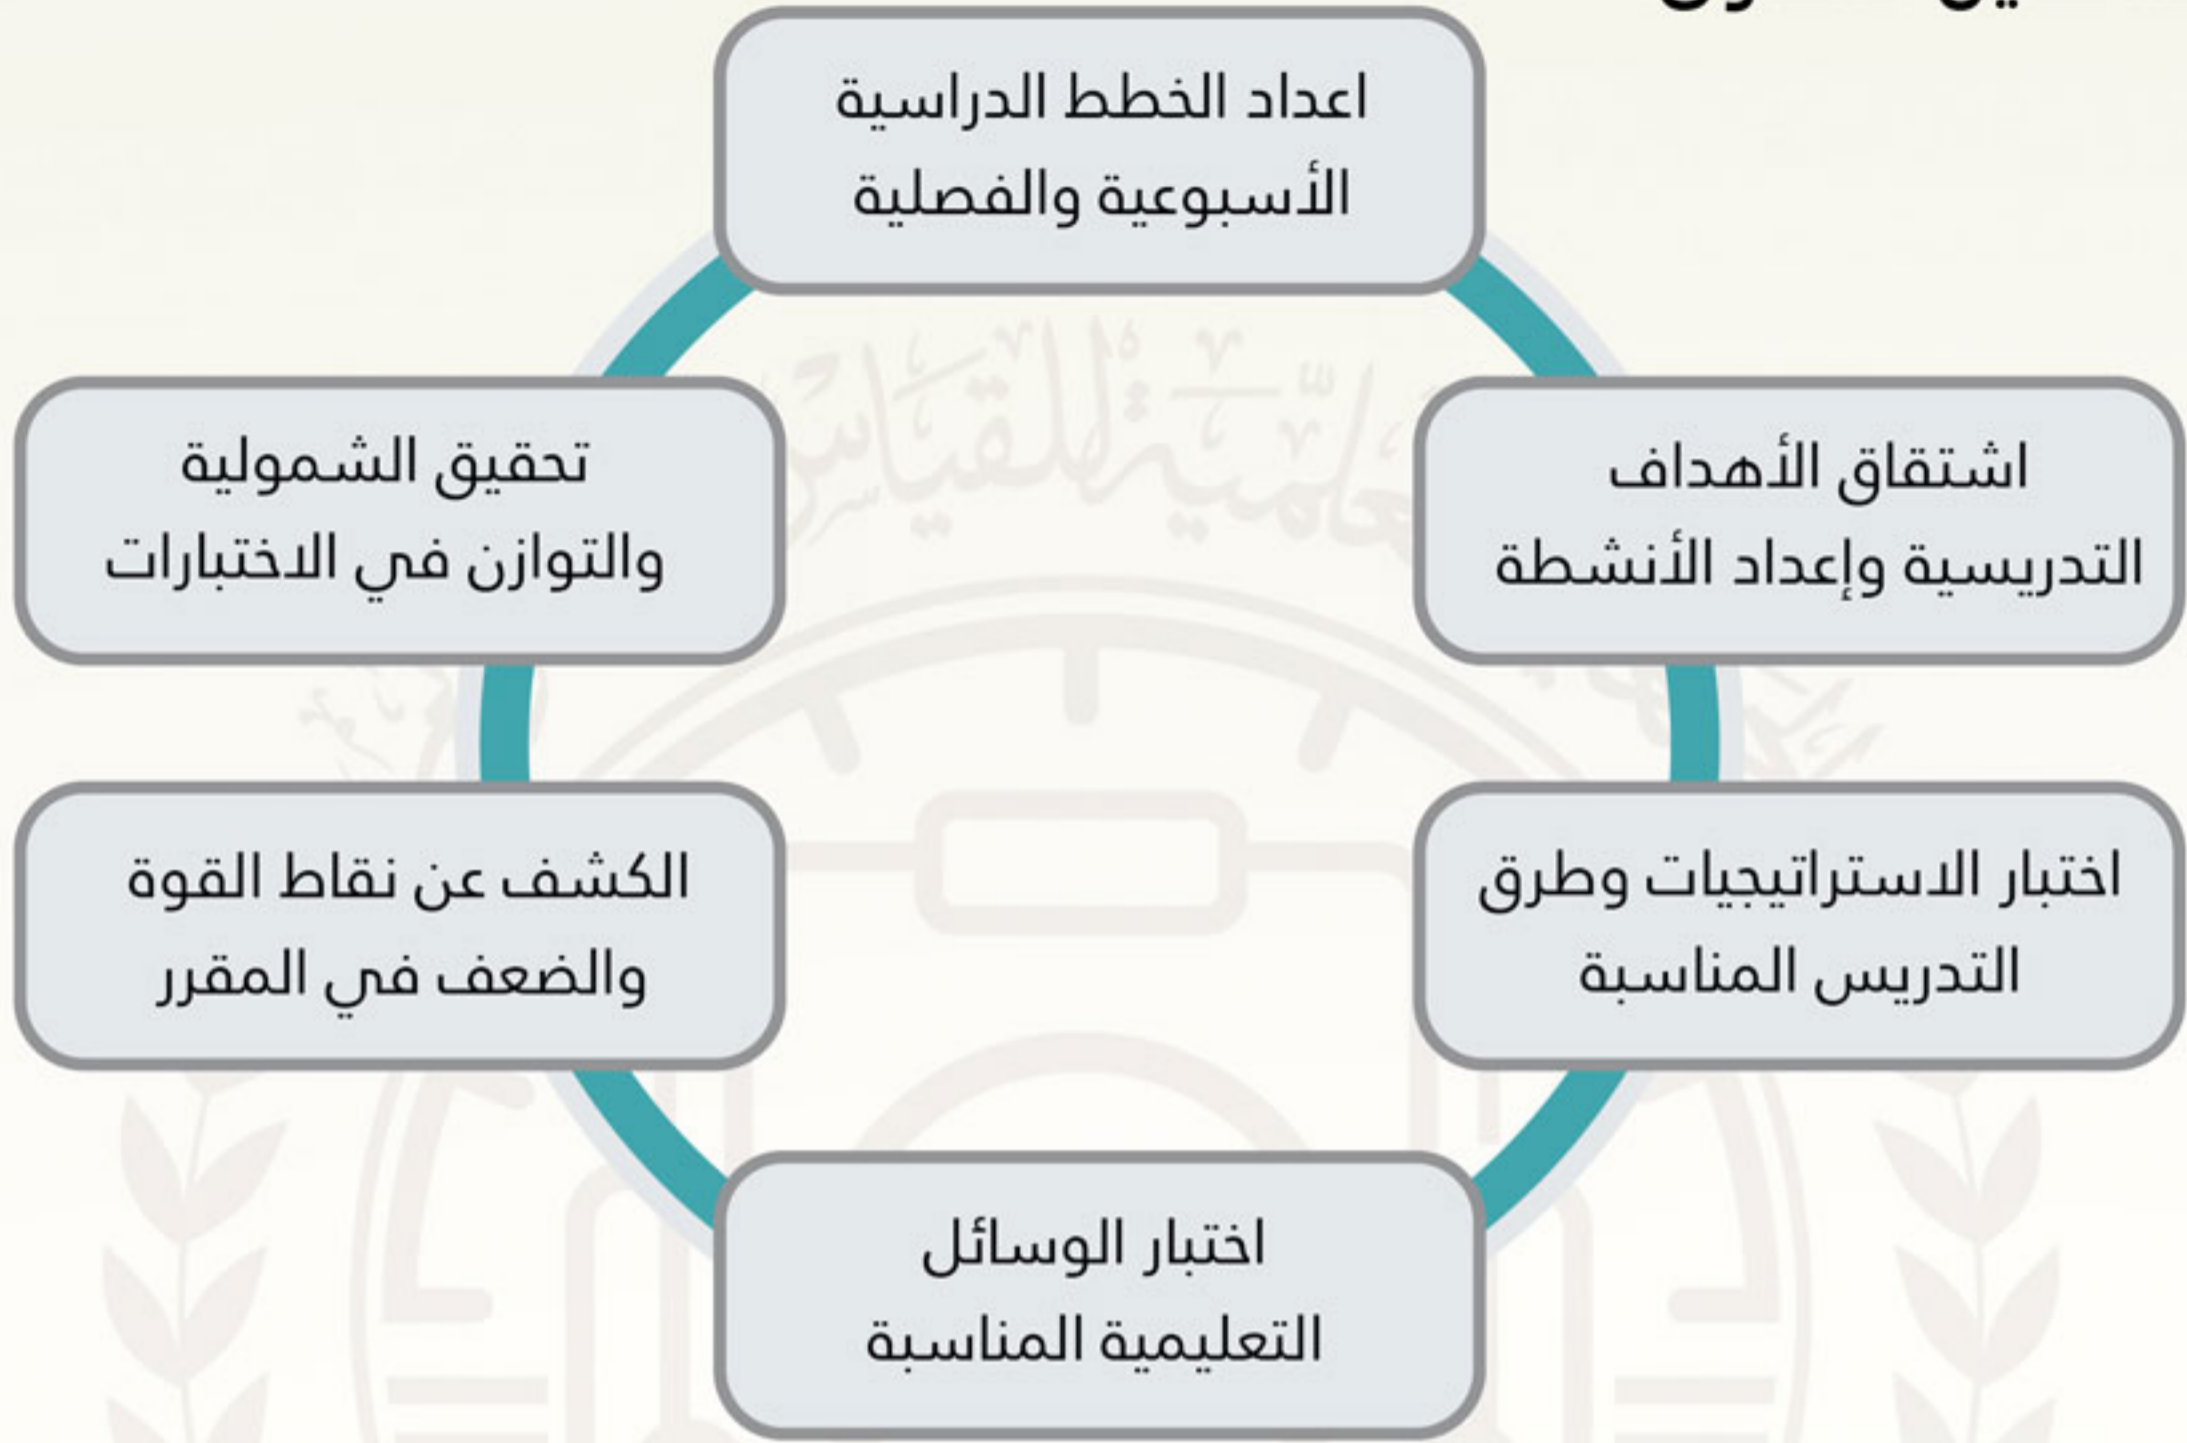 اعداد الخطط الدراسية
الأسبوعية والفصلية
اشتقاق الأهداف
التدريسية وإعداد الأنشطة
اختبار الاستراتيجيات وطرق
التدريس المناسبة
اختبار الوسائل
التعليمية المناسبة
الكشف عن نقاط القوة
والضعف في المقرر
تحقيق الشمولية
والتوازن في الاختبارات